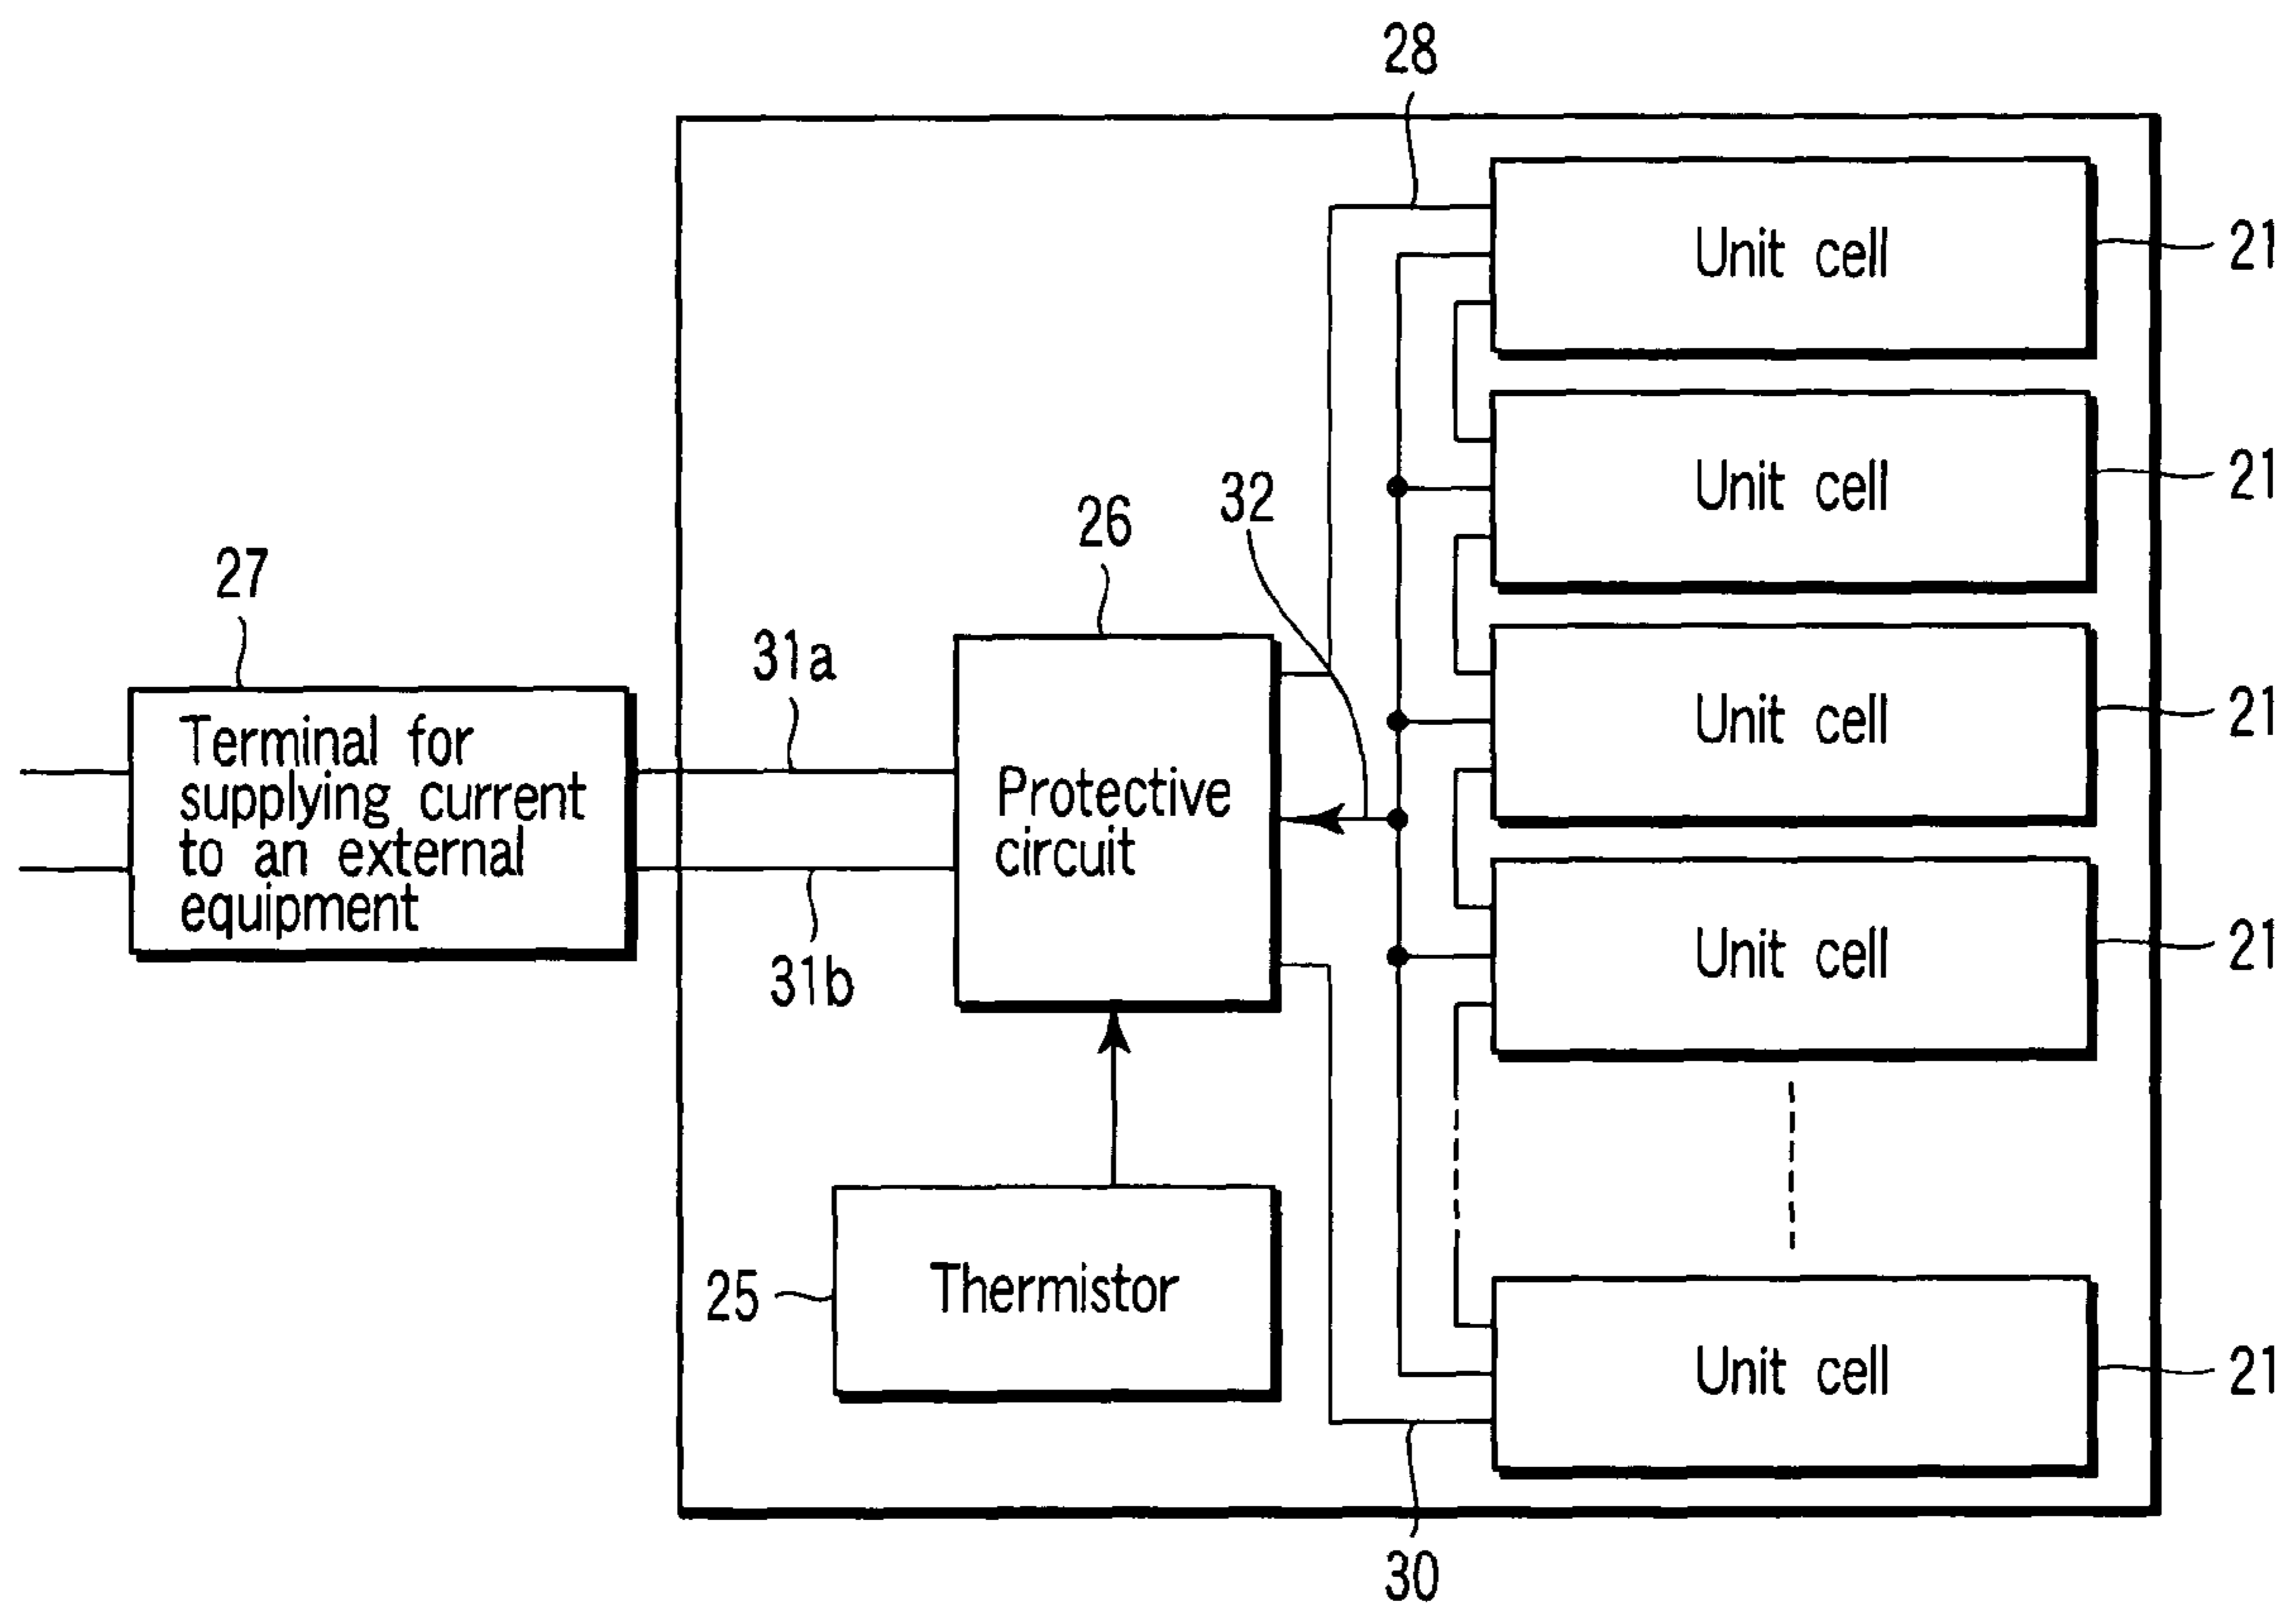 28
Unit cell
21
Unit cell
21
32
26
27
31a
Unit cell
21
Terminal for
supplying current
to an external
equipment
Protective
circuit
Unit cell
21
31b
25
Thermistor
Unit cell
21
30